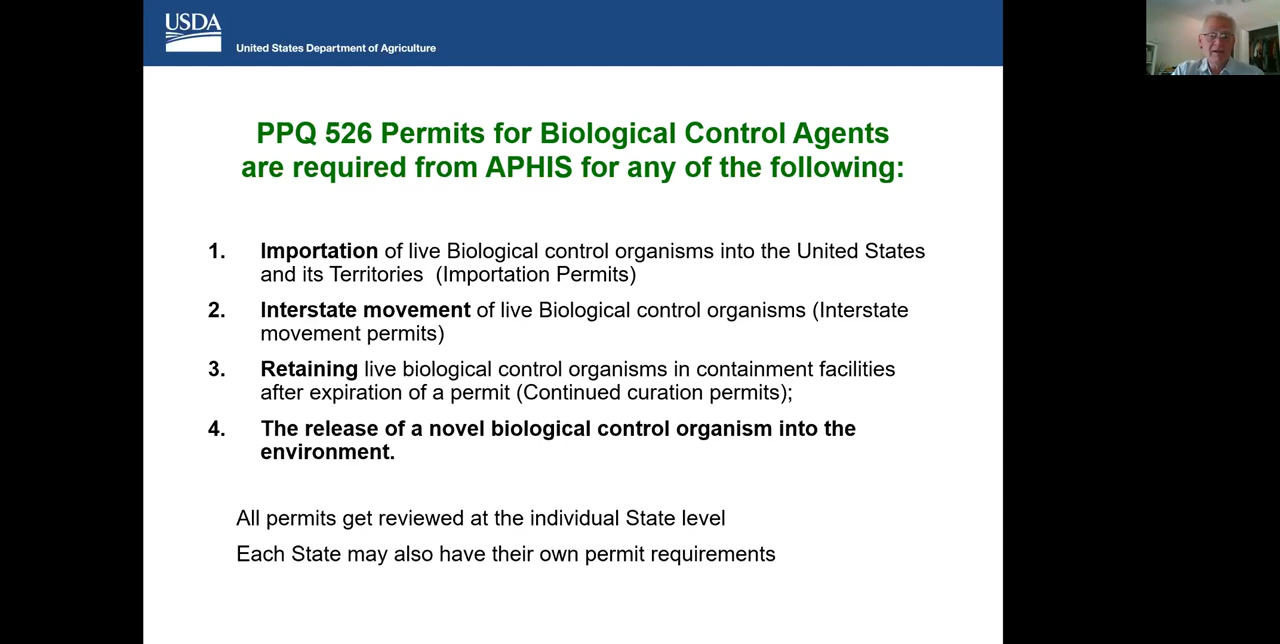 USDA
United States Department of Agriculture
PPQ 526 Permits for Biological Control Agents
are required from APHIS for any of the following:
1. Importation of live Biological control organisms into the United States
and its Territories (Importation Permits)
2. Interstate movement of live Biological control organisms (Interstate
movement permits)
3. Retaining live biological control organisms in containment facilities
after expiration of a permit (Continued curation permits);
4. The release of a novel biological control organism into the
environment.
All permits get reviewed at the individual State level
Each State may also have their own permit requirements